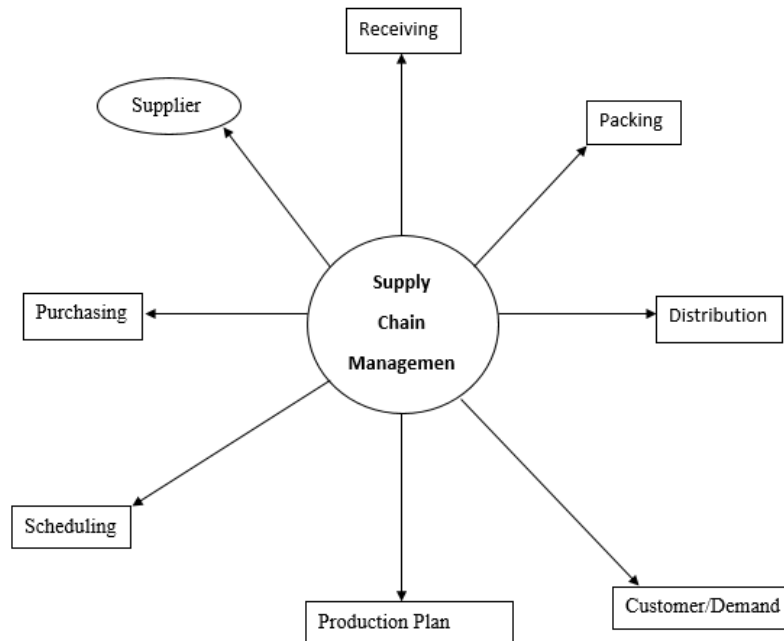 Receiving
Supplier
Packing
Supply
Chain
Managemen
Purchasing
Distribution
Scheduling
Production Plan
Customer/Demand